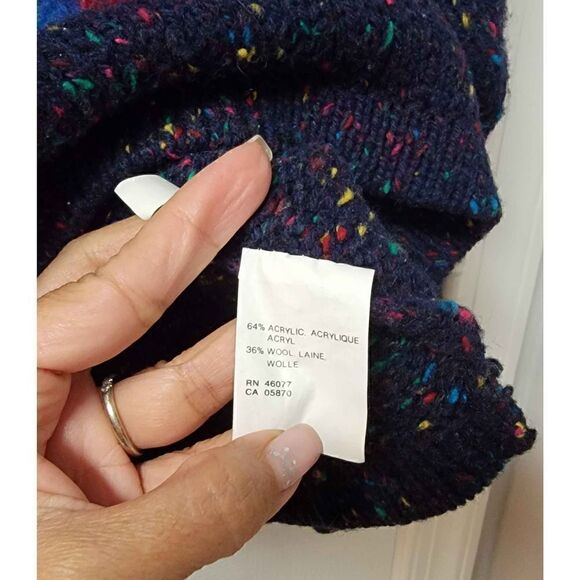 64% ACRYLIC, ACRYLIQUE
ACRYL
36% WOOL, LAINE,
WOLLE
RN 46077
CA 05870